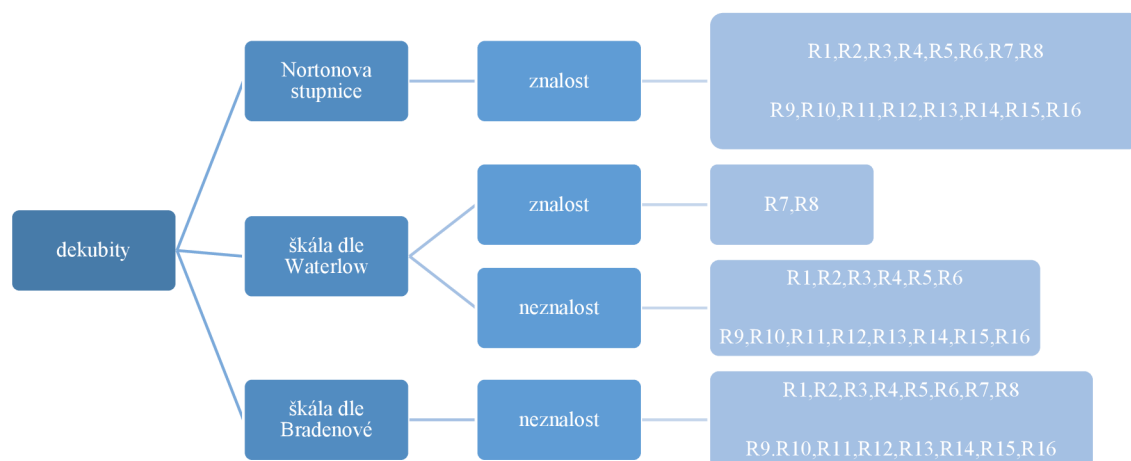 dekubity
Nortonova
stupnice
znalost
R1,R2,R3,R4,R5,R6,R7,R8
R9,R10,R11,R12,R13,R14,R15,R16
škála dle
Waterlow
znalost
R7,R8
neznalost
R1,R2,R3,R4,R5,R6
R9,R10,R11,R12,R13,R14,R15,R16
škála dle
Bradenové
neznalost
R1,R2,R3,R4,R5,R6,R7,R8
R9.R10,R11,R12,R13,R14,R15,R16